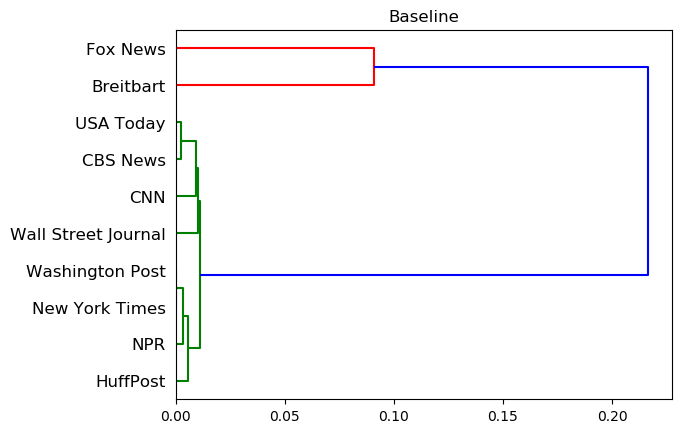 Baseline
Fox News
Breitbart
USA Today
CBS News
CNN
Wall Street Journal
Washington Post
New York Times
NPR
HuffPost
0.00 0.05 0.10 0.15 0.20